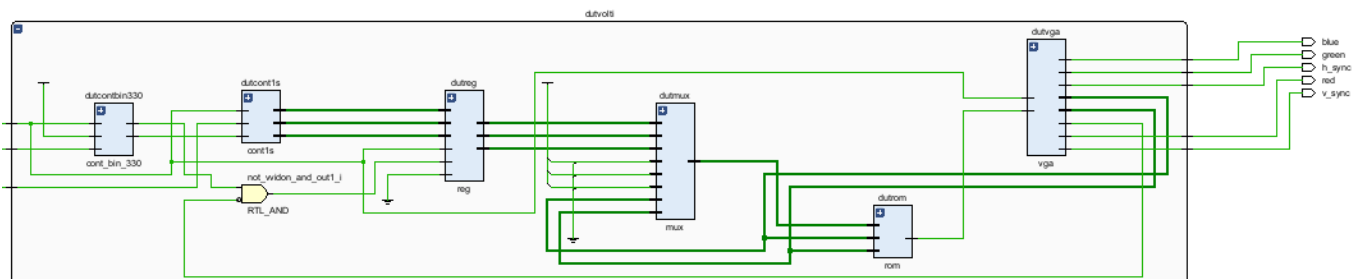 dutvolti
dutvga
blue
green
h_sync
red
v_sync
dutcontbin330
dutcont1s
dutreg
dutmux
cont_bin_330
cont1s
vga
not_widon_and_out1_i
reg
RTL_AND
dutrom
mux
rom